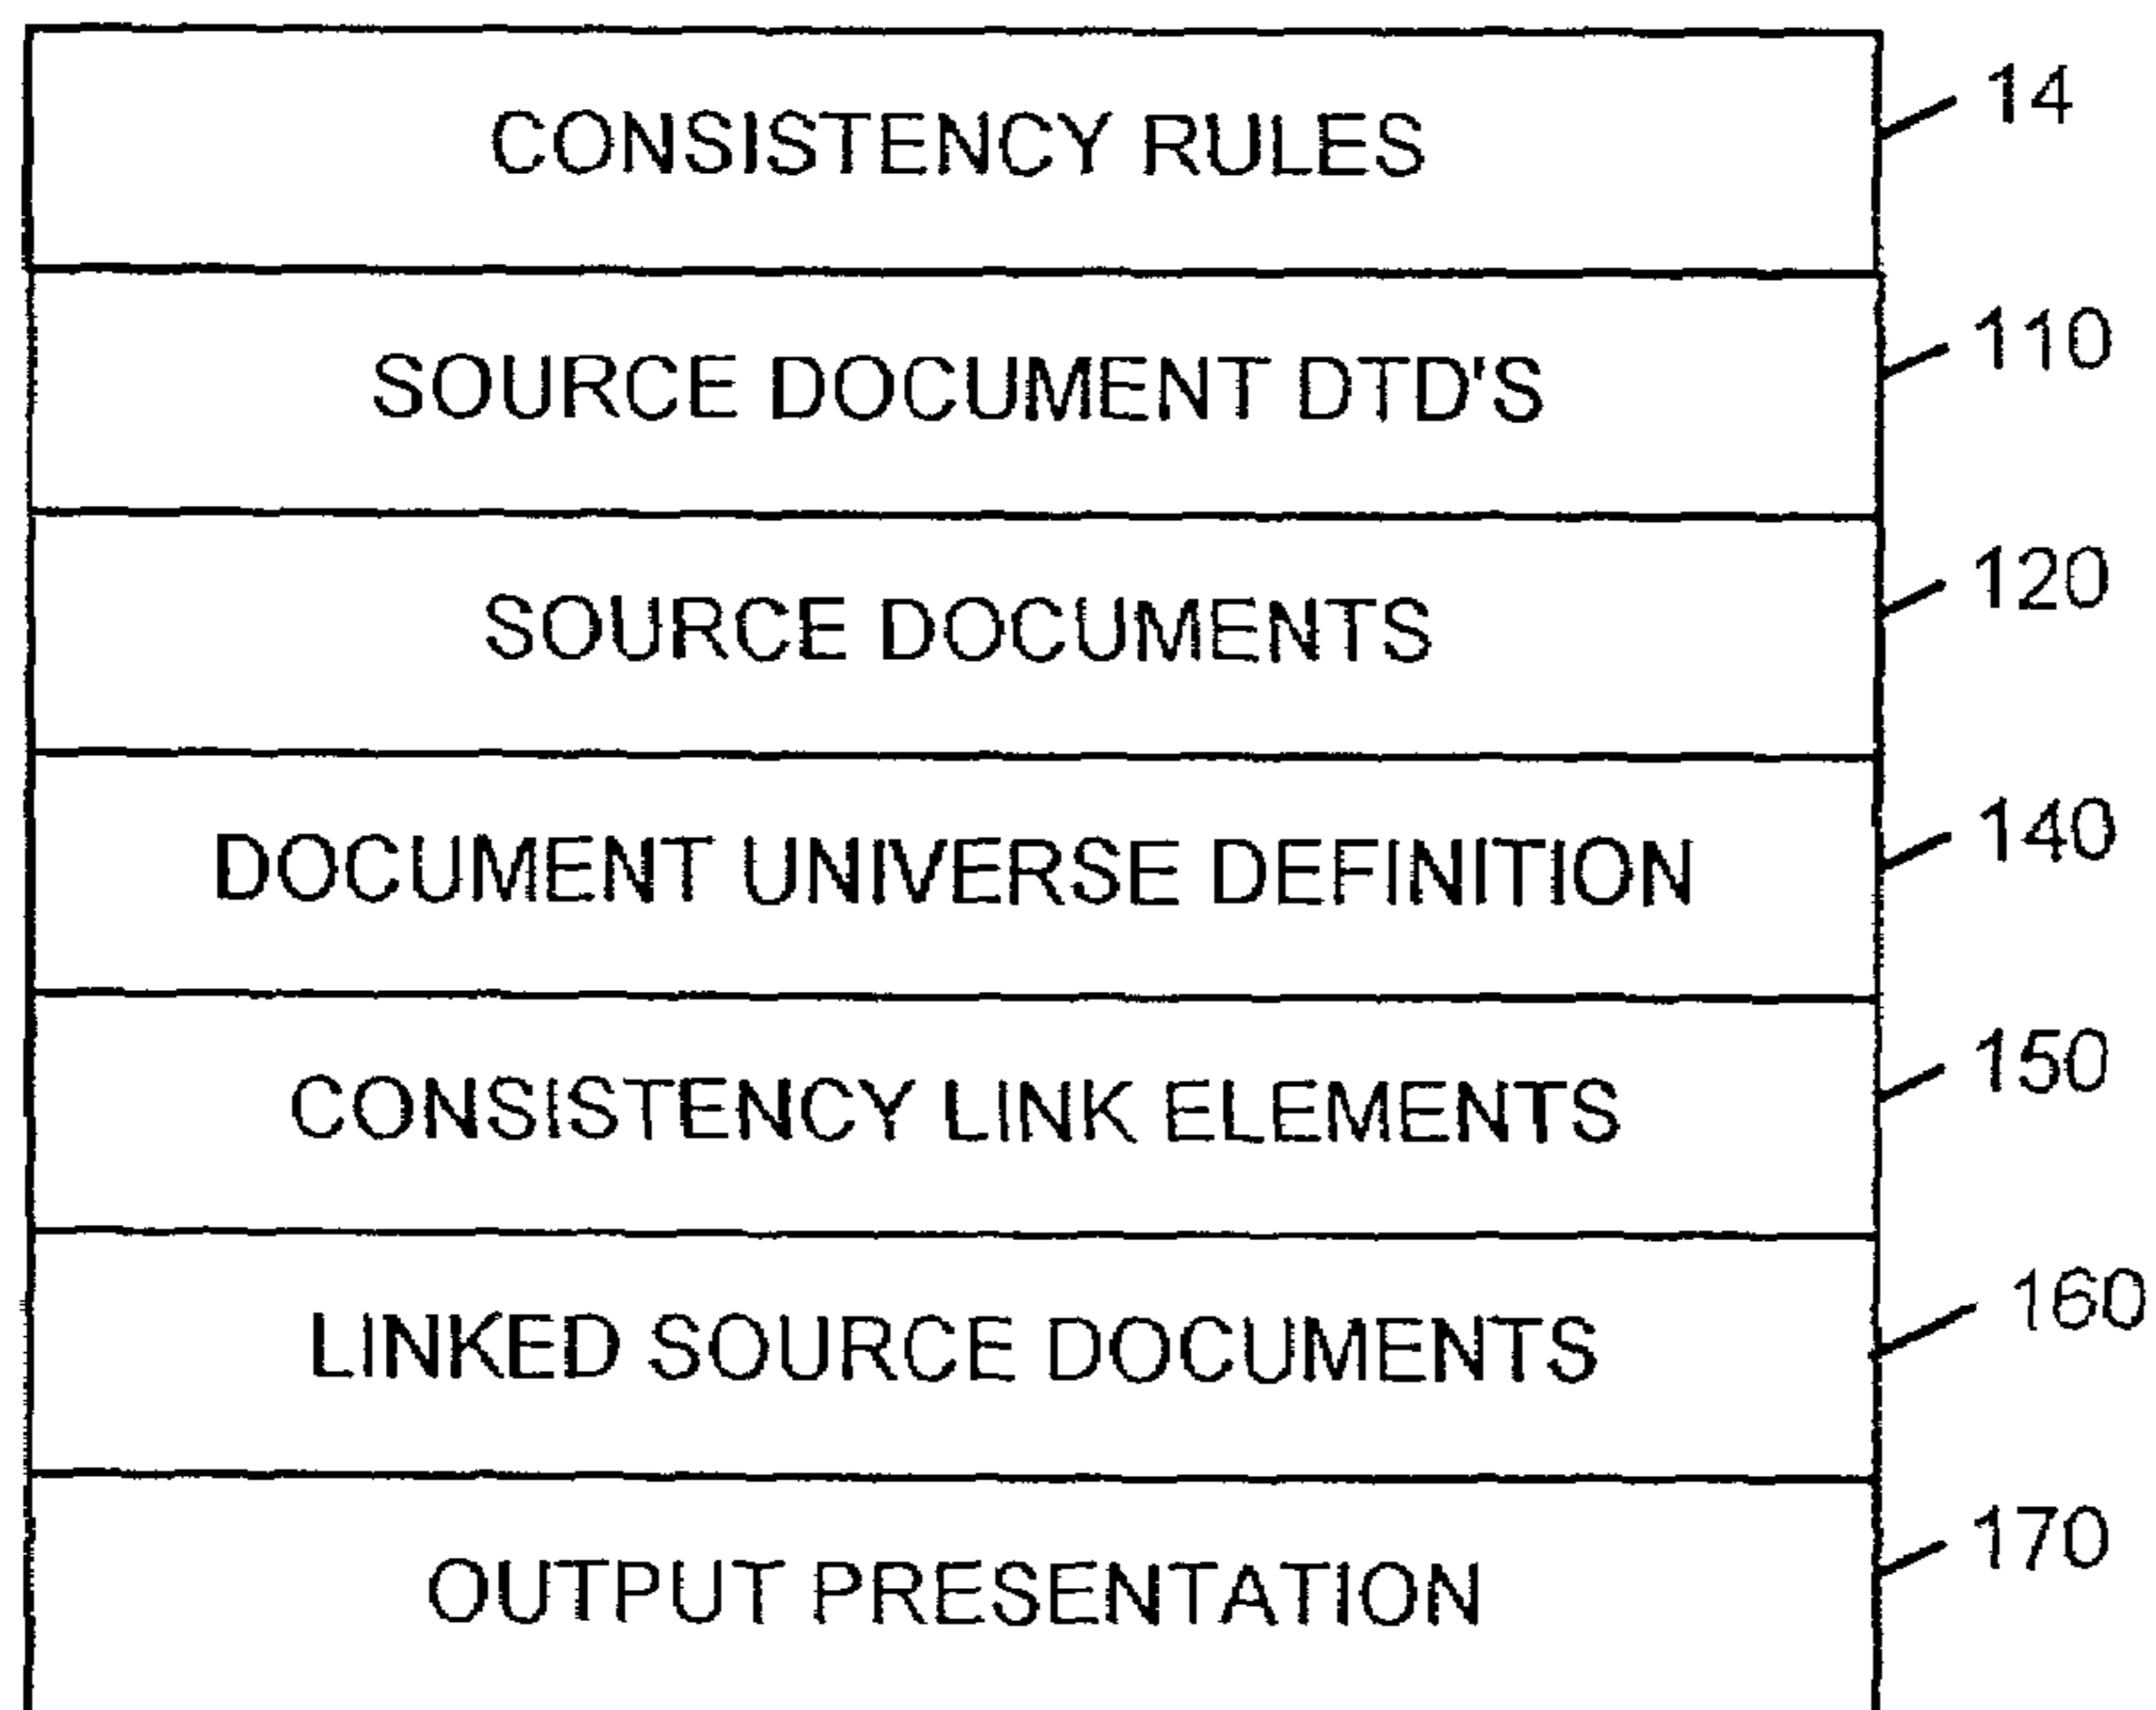 CONSISTENCY RULES 14
SOURCE DOCUMENT DTD'S 110
SOURCE DOCUMENTS 120
DOCUMENT UNIVERSE DEFINITION 140
CONSISTENCY LINK ELEMENTS 150
LINKED SOURCE DOCUMENTS 160
OUTPUT PRESENTATION 170